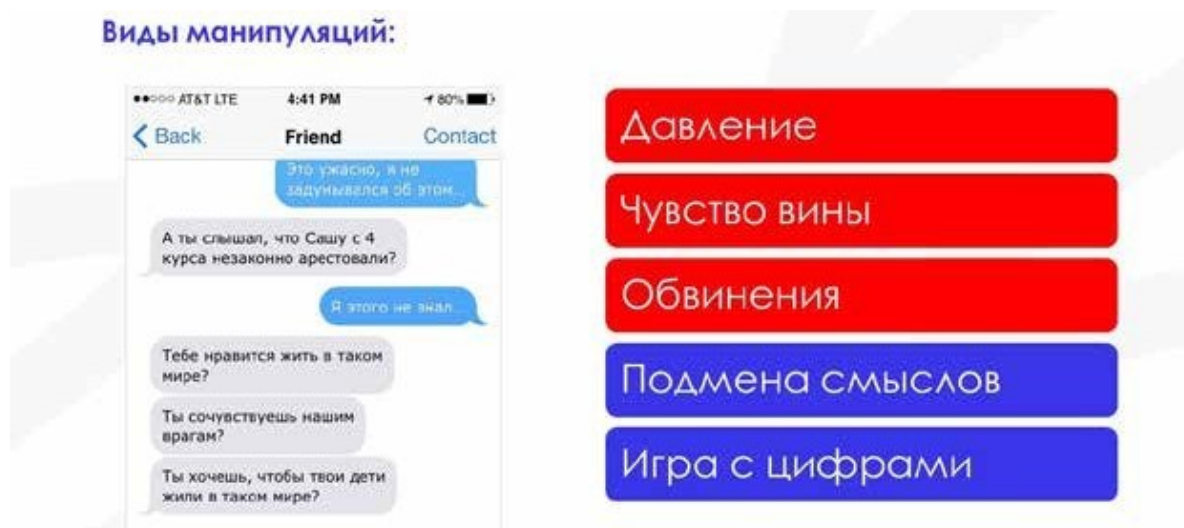 Виды манипуляций:
AT&T LTE 4:41 PM 80%
Back Friend Contact
Это ужасно, я не
задумывался об этом...
А ты слышал, что Сашу с 4
курса незаконно арестовали?
Я этого не знал...
Тебе нравится жить в таком
мире?
Ты сочувствуешь нашим
врагам?
Ты хочешь, чтобы твои дети
жили в таком мире?
Давление
Чувство вины
Обвинения
Подмена смыслов
Игра с цифрами